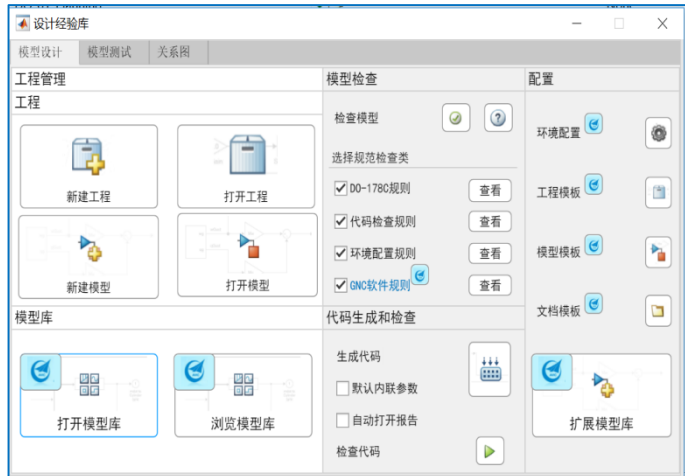 设计经验库
模型设计 模型测试 关系图
工程管理
工程
新建工程
打开工程
新建模型
打开模型
模型库
打开模型库
浏览模型库
模型检查
检查模型
选择规范检查类
DO-178C规则 查看
代码检查规则 查看
环境配置规则 查看
GNC软件规则 查看
代码生成和检查
生成代码
默认内联参数
自动打开报告
检查代码
配置
环境配置
工程模板
模型模板
文档模板
扩展模型库